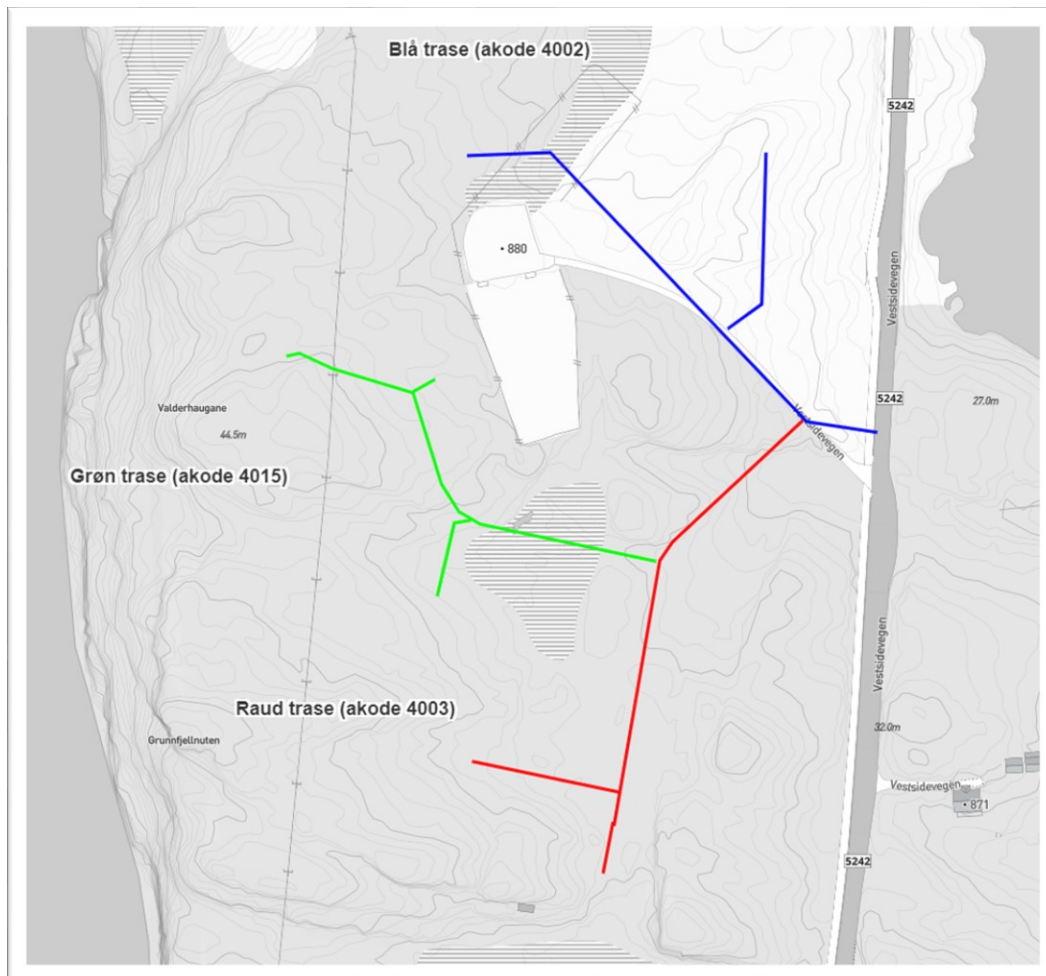 Blå trase (akode 4002)
5242
880
Vestsidevegen
5242
27.0m
Valderhaugane
44.5m
Vestsidevegen
Grøn trase (akode 4015)
Vestsidevegen
Raud trase (akode 4003)
32.0m
Grunnfjellnuten
Vestsidevegen
871
5242